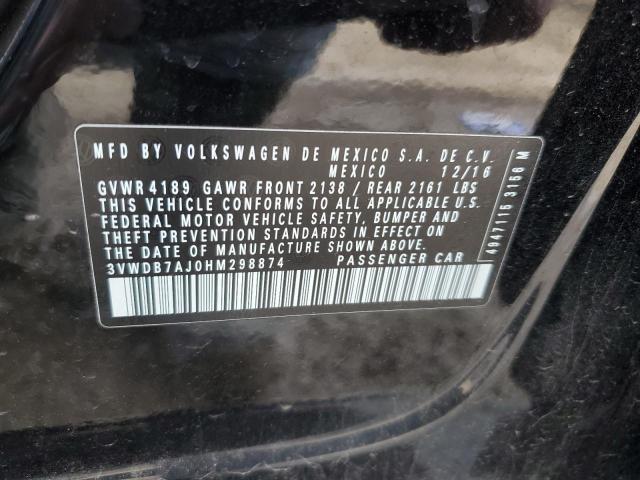 MFD BY VOLKSWAGEN DE MEXICO S.A. DE C.V.
MEXICO 12/16
GVWR 4189 GAWR FRONT 2138 / REAR 2161 LBS
THIS VEHICLE CONFORMS TO ALL APPLICABLE U.S.
FEDERAL MOTOR VEHICLE SAFETY, BUMPER AND
THEFT PREVENTION STANDARDS IN EFFECT ON
THE DATE OF MANUFACTURE SHOWN ABOVE.
3VWDB7AJ0HM298874 PASSENGER CAR
4947116 3166 M